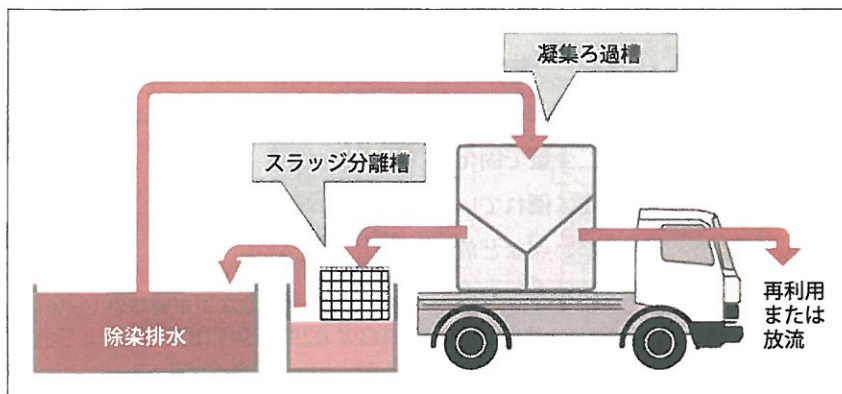 凝集ろ過槽
スラッジ分離槽
除染排水
再利用
または
放流